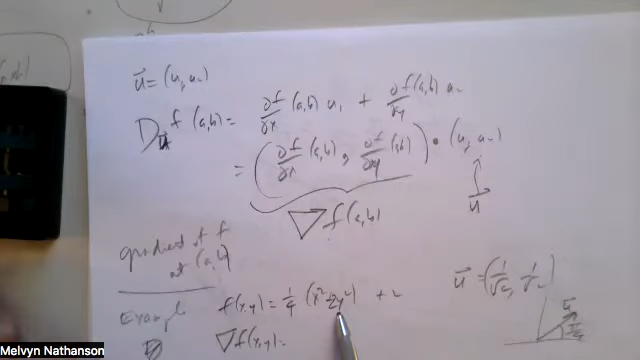 u⃗ = (u₁, u₂)
D_u f(a,b) = ∂f/∂x (a,b) u₁ + ∂f/∂y (a,b) u₂
= (∂f/∂x (a,b), ∂f/∂y (a,b)) • (u₁, u₂)
∇f(a,b)
u⃗
gradient of f
at (a,b)
Example f(x,y) = 1/4 (x² + 2y²) + 2
u⃗ = (1/√2, 1/√2)
∇f(x,y) =
Melvyn Nathanson